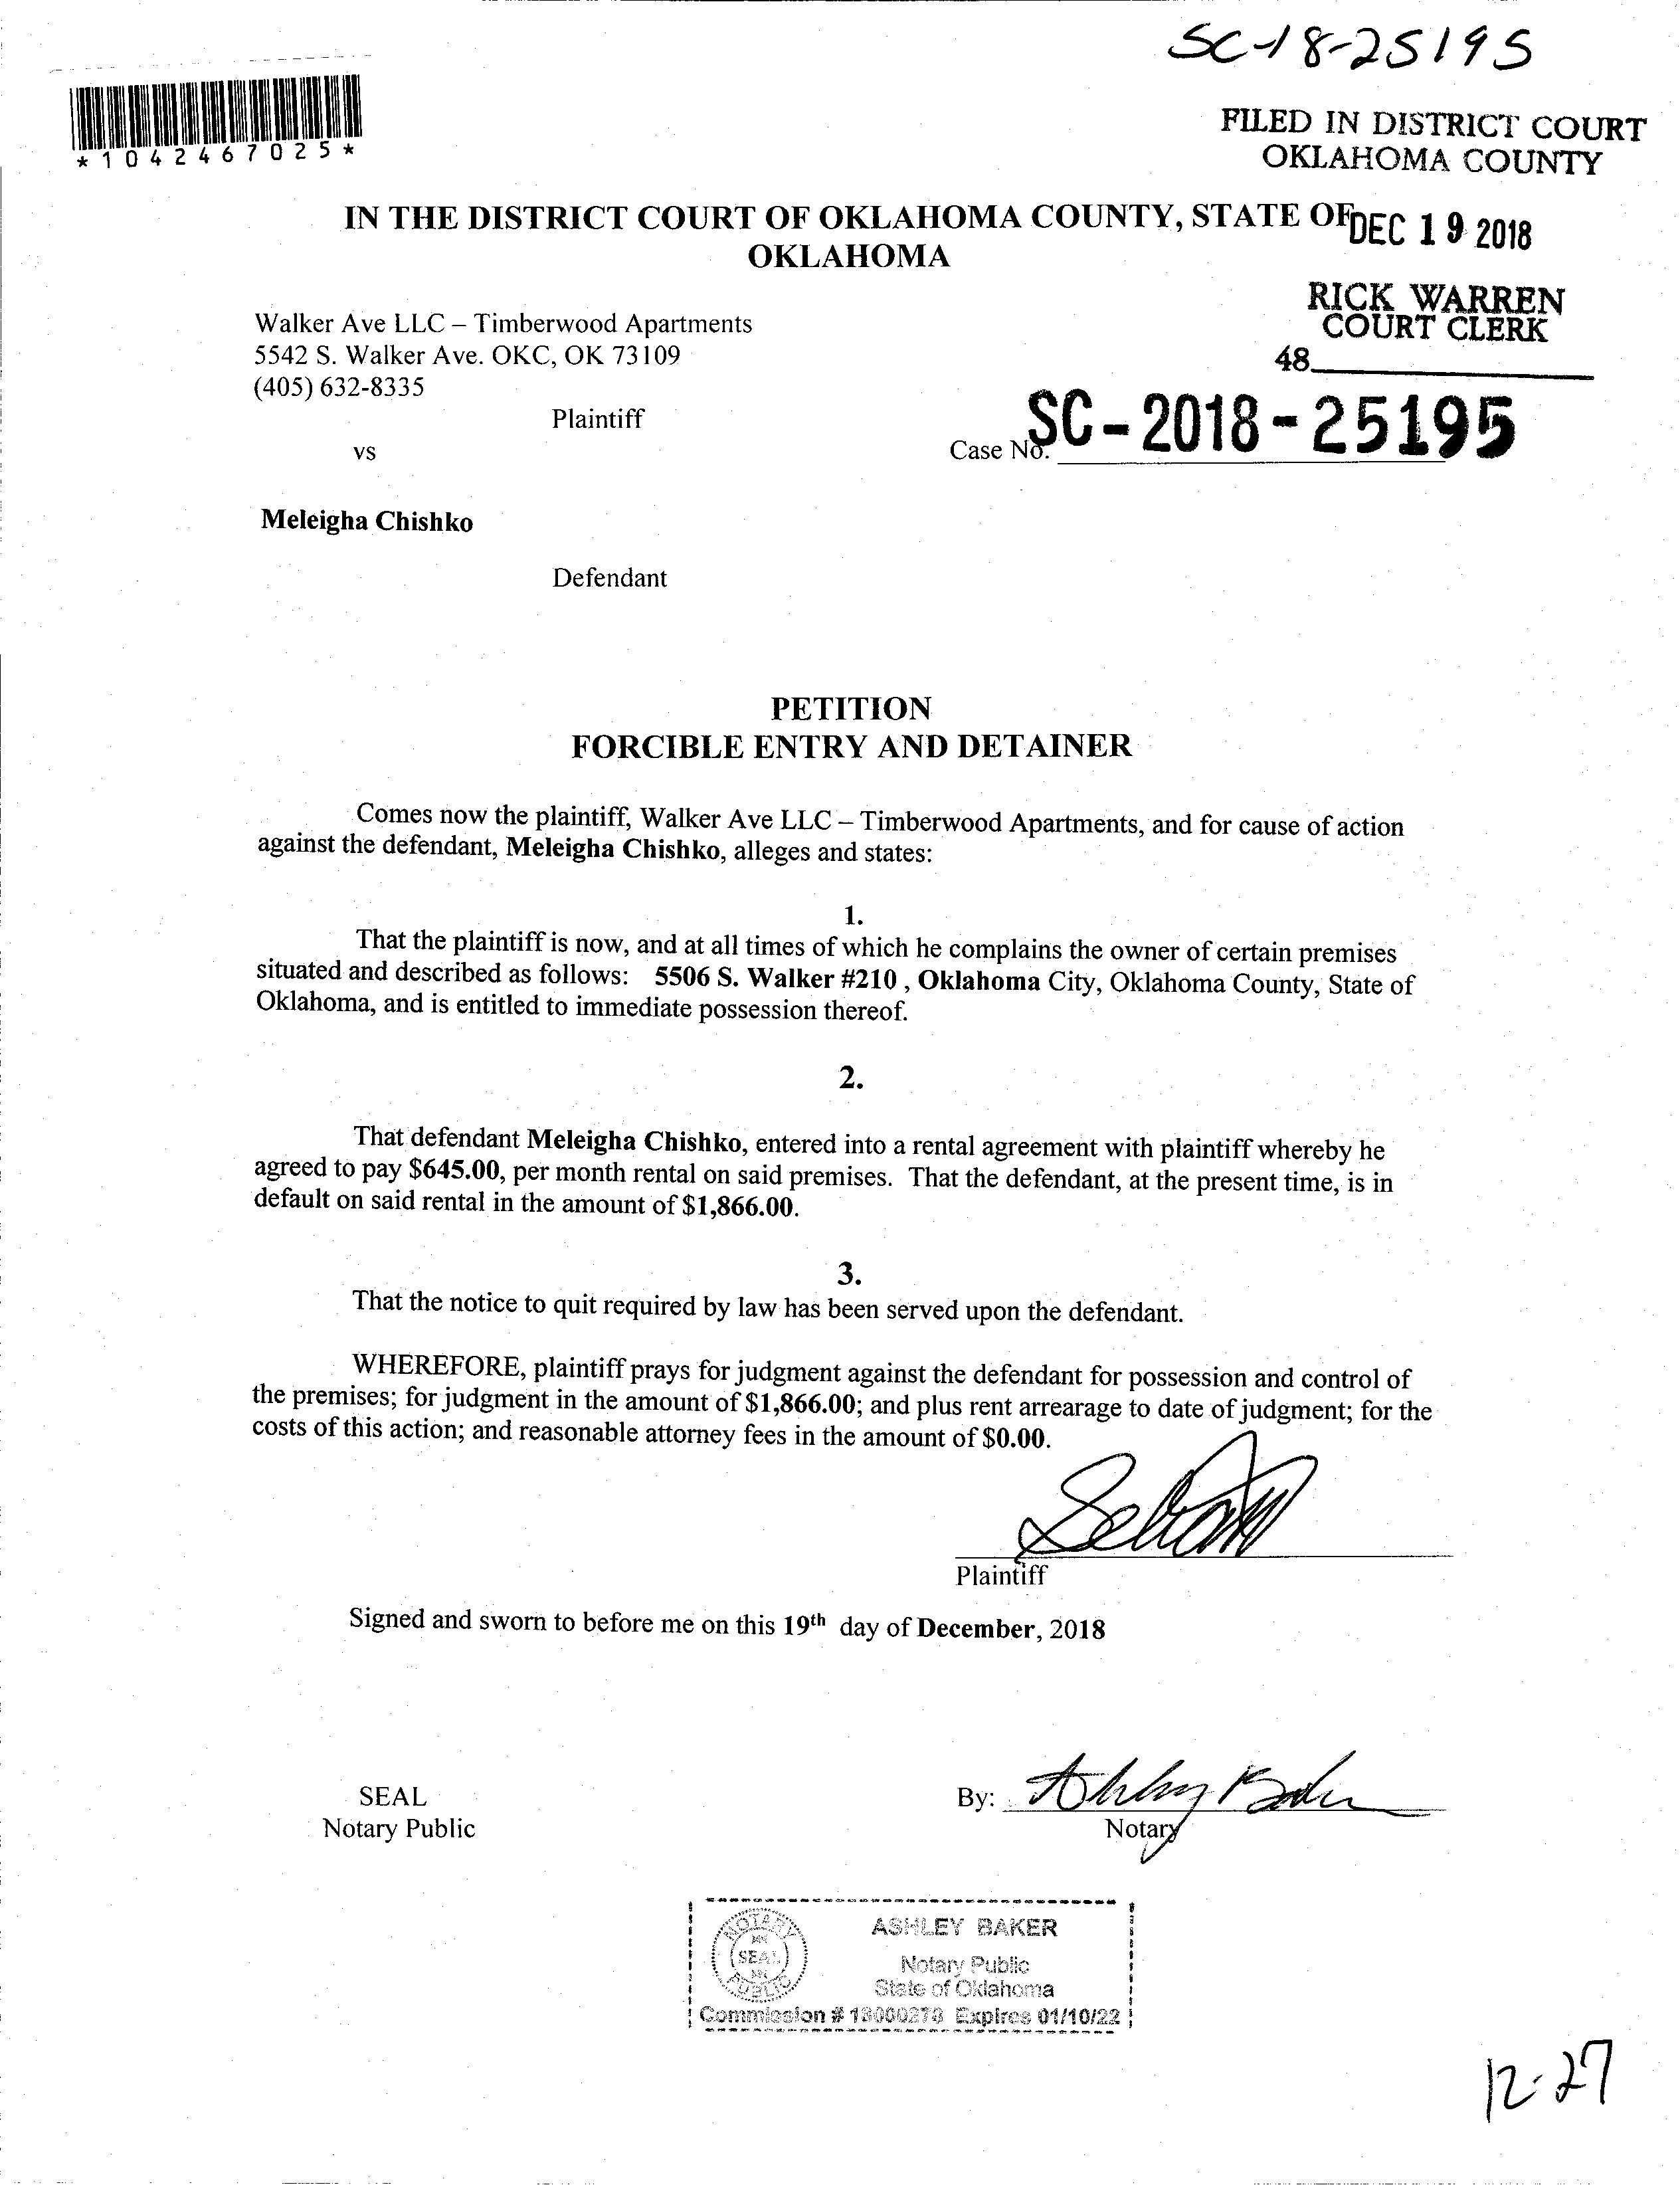 SC-18-25195
*1042467025*
FILED IN DISTRICT COURT
OKLAHOMA COUNTY
IN THE DISTRICT COURT OF OKLAHOMA COUNTY, STATE OF
OKLAHOMA
DEC 19 2018
RICK WARREN
COURT CLERK
48
Walker Ave LLC – Timberwood Apartments
5542 S. Walker Ave. OKC, OK 73109
(405) 632-8335
Plaintiff
vs
Case No. SC-2018-25195
Meleigha Chishko
Defendant
PETITION
FORCIBLE ENTRY AND DETAINER
Comes now the plaintiff, Walker Ave LLC – Timberwood Apartments, and for cause of action
against the defendant, Meleigha Chishko, alleges and states:
1.
That the plaintiff is now, and at all times of which he complains the owner of certain premises
situated and described as follows: 5506 S. Walker #210 , Oklahoma City, Oklahoma County, State of
Oklahoma, and is entitled to immediate possession thereof.
2.
That defendant Meleigha Chishko, entered into a rental agreement with plaintiff whereby he
agreed to pay $645.00, per month rental on said premises. That the defendant, at the present time, is in
default on said rental in the amount of $1,866.00.
3.
That the notice to quit required by law has been served upon the defendant.
WHEREFORE, plaintiff prays for judgment against the defendant for possession and control of
the premises; for judgment in the amount of $1,866.00; and plus rent arrearage to date of judgment; for the
costs of this action; and reasonable attorney fees in the amount of $0.00.
Plaintiff
Signed and sworn to before me on this 19th day of December, 2018
SEAL
Notary Public
By: Ashley Baker
Notary
NOTARY
SEAL
PUBLIC
ASHLEY BAKER
Notary Public
State of Oklahoma
Commission # Expires 01/10/22
12-27